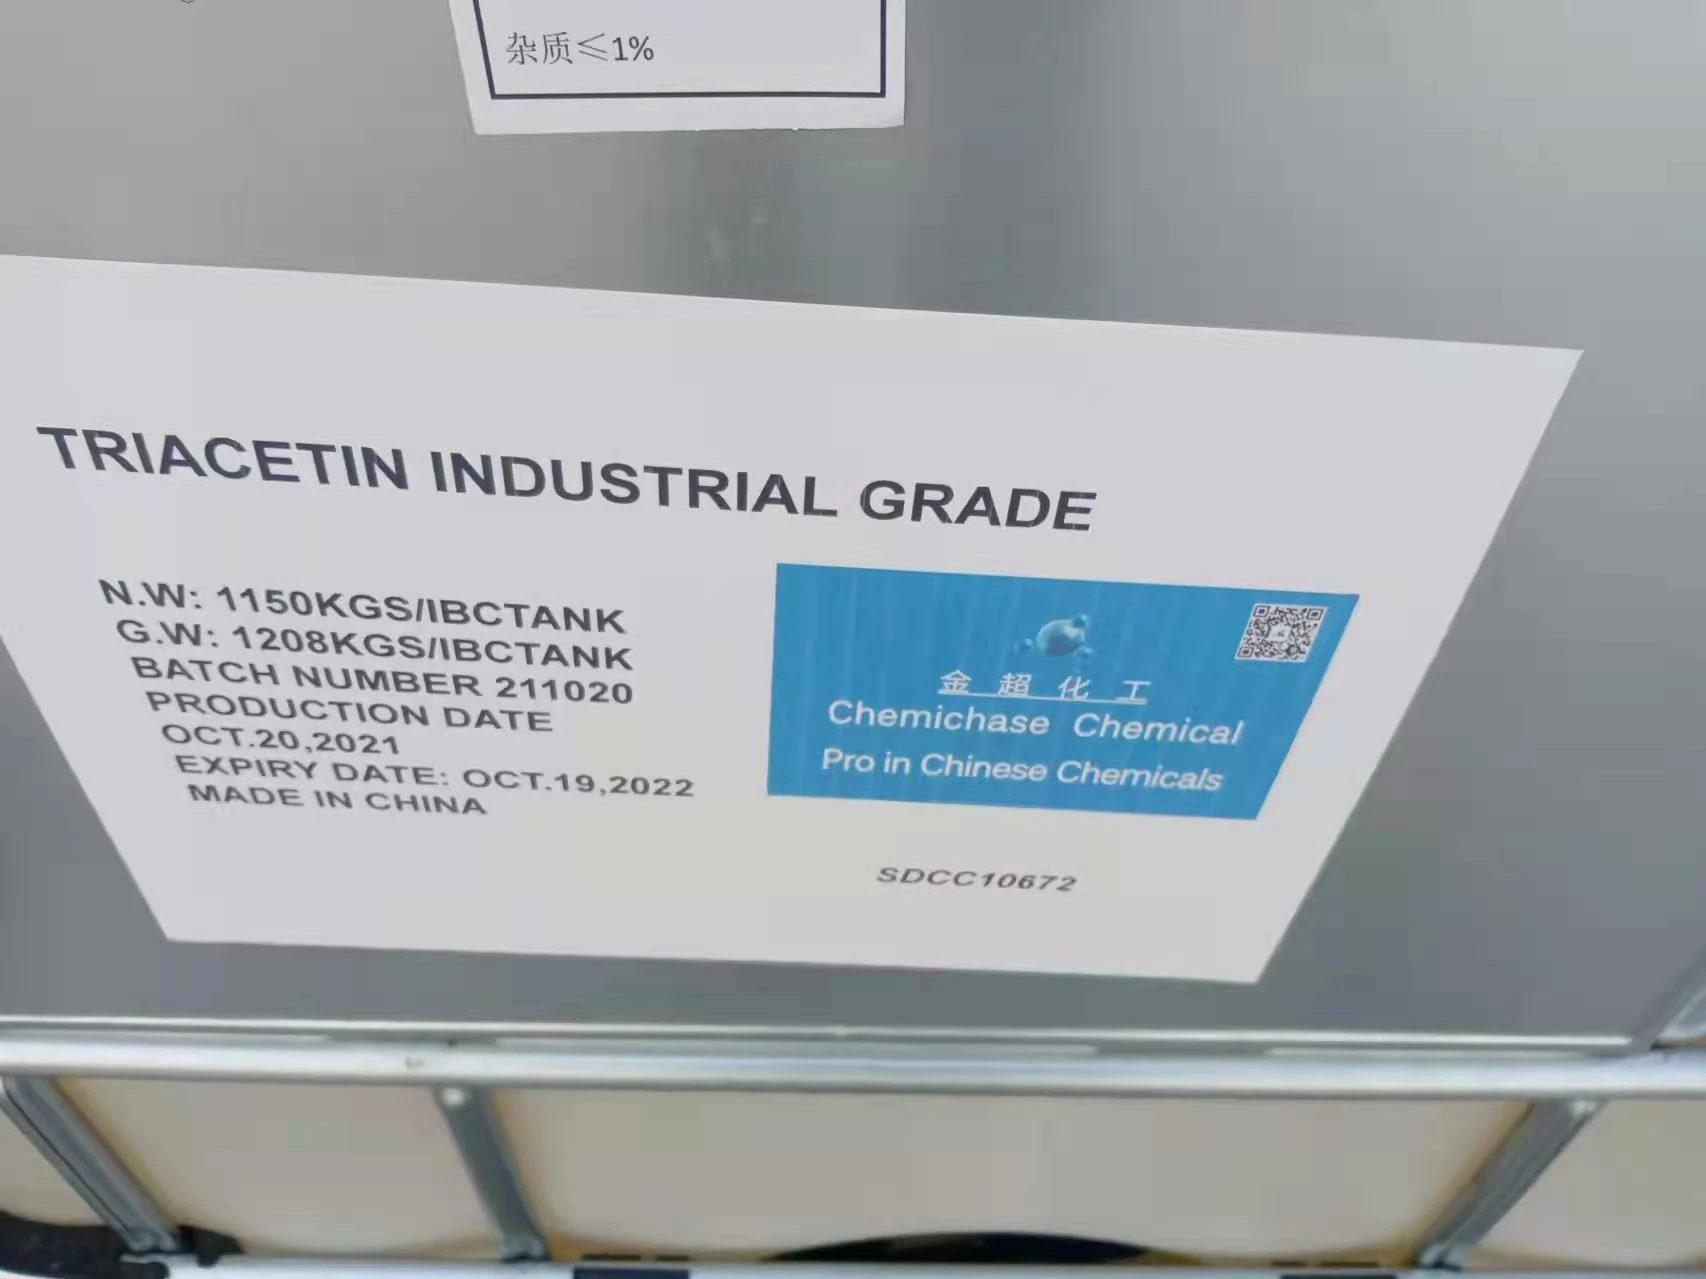 杂质≤1%
TRIACETIN INDUSTRIAL GRADE
N.W: 1150KGS/IBCTANK
G.W: 1208KGS/IBCTANK
BATCH NUMBER 211020
PRODUCTION DATE
OCT.20,2021
EXPIRY DATE: OCT.19,2022
MADE IN CHINA
金超化工
Chemichase Chemical
Pro in Chinese Chemicals
SDCC10672